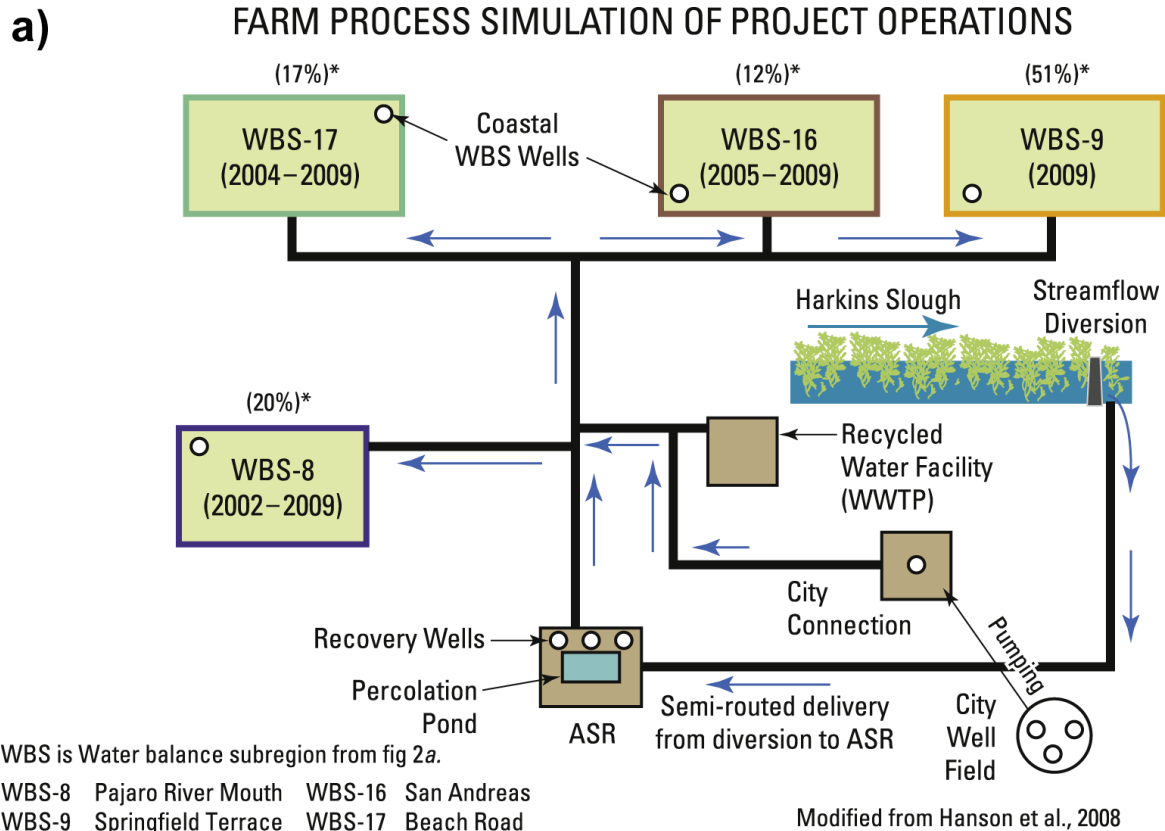 a)
FARM PROCESS SIMULATION OF PROJECT OPERATIONS
(17%)*
(12%)*
(51%)*
WBS-17
(2004–2009)
Coastal
WBS Wells
WBS-16
(2005–2009)
WBS-9
(2009)
Harkins Slough
Streamflow
Diversion
(20%)*
WBS-8
(2002–2009)
Recycled
Water Facility
(WWTP)
City
Connection
Pumping
Recovery Wells
Percolation
Pond
ASR
Semi-routed delivery
from diversion to ASR
City
Well
Field
WBS is Water balance subregion from fig 2a.
WBS-8 Pajaro River Mouth WBS-16 San Andreas
WBS-9 Springfield Terrace WBS-17 Beach Road
Modified from Hanson et al., 2008